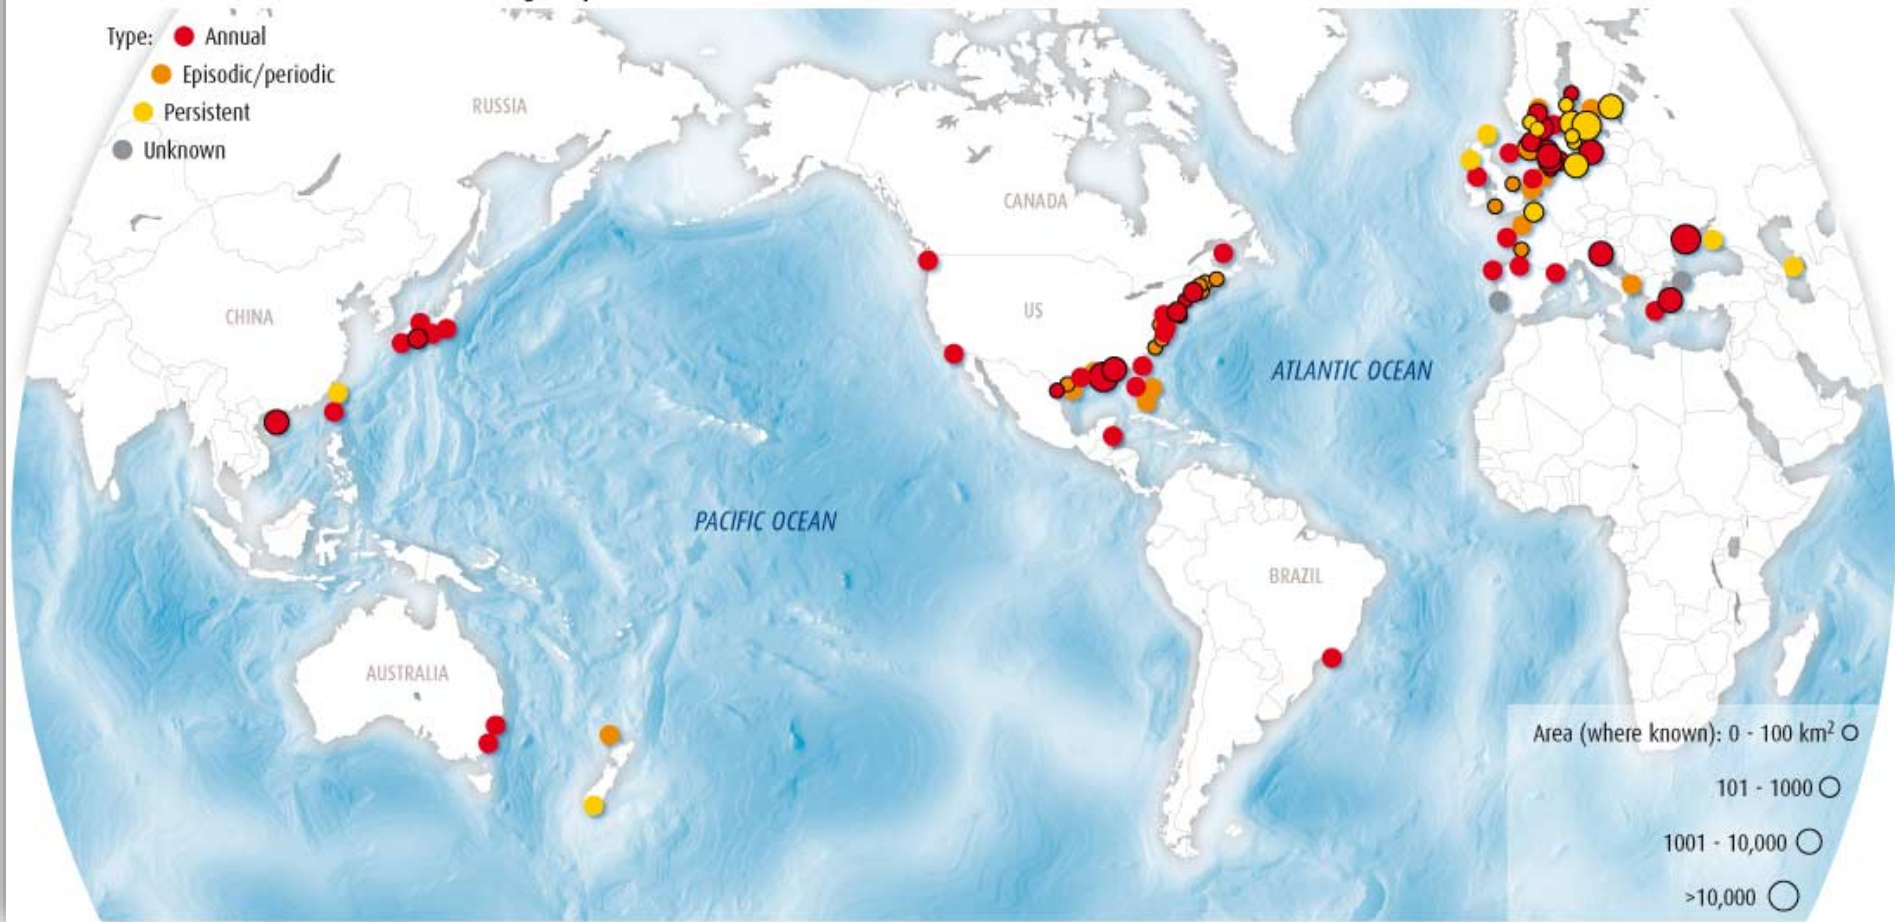 Type: Annual
Episodic/periodic
Persistent
Unknown
RUSSIA
CANADA
CHINA
US
ATLANTIC OCEAN
PACIFIC OCEAN
BRAZIL
AUSTRALIA
Area (where known): 0 - 100 km²
101 - 1000
1001 - 10,000
>10,000